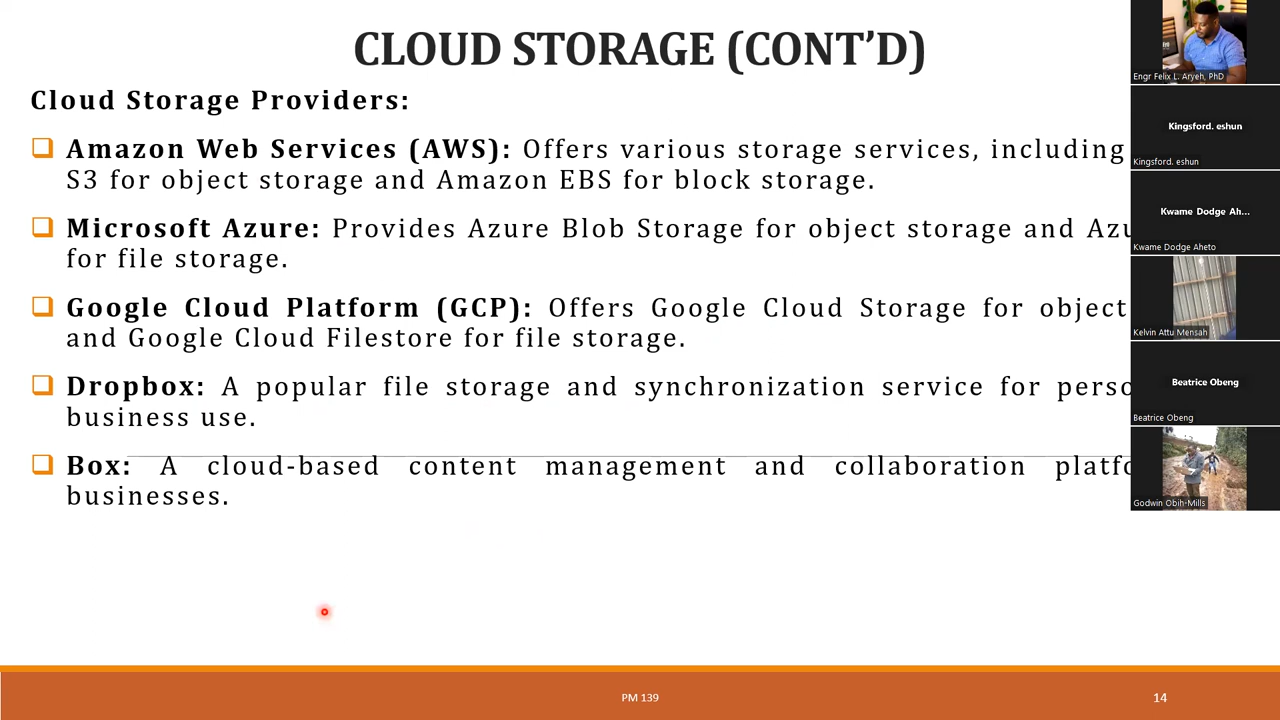 CLOUD STORAGE (CONT’D)
Cloud Storage Providers:
Amazon Web Services (AWS): Offers various storage services, including
S3 for object storage and Amazon EBS for block storage.
Microsoft Azure: Provides Azure Blob Storage for object storage and
for file storage.
Google Cloud Platform (GCP): Offers Google Cloud Storage for object
and Google Cloud Filestore for file storage.
Dropbox: A popular file storage and synchronization service for
business use.
Box: A cloud-based content management and collaboration
businesses.
PM 139
14
Engr Felix L. Aryeh, PhD
Kingsford. eshun
Kingsford. eshun
Kwame Dodge Ah...
Kwame Dodge Aheto
Kelvin Attu Mensah
Beatrice Obeng
Beatrice Obeng
Godwin Obih-Mills